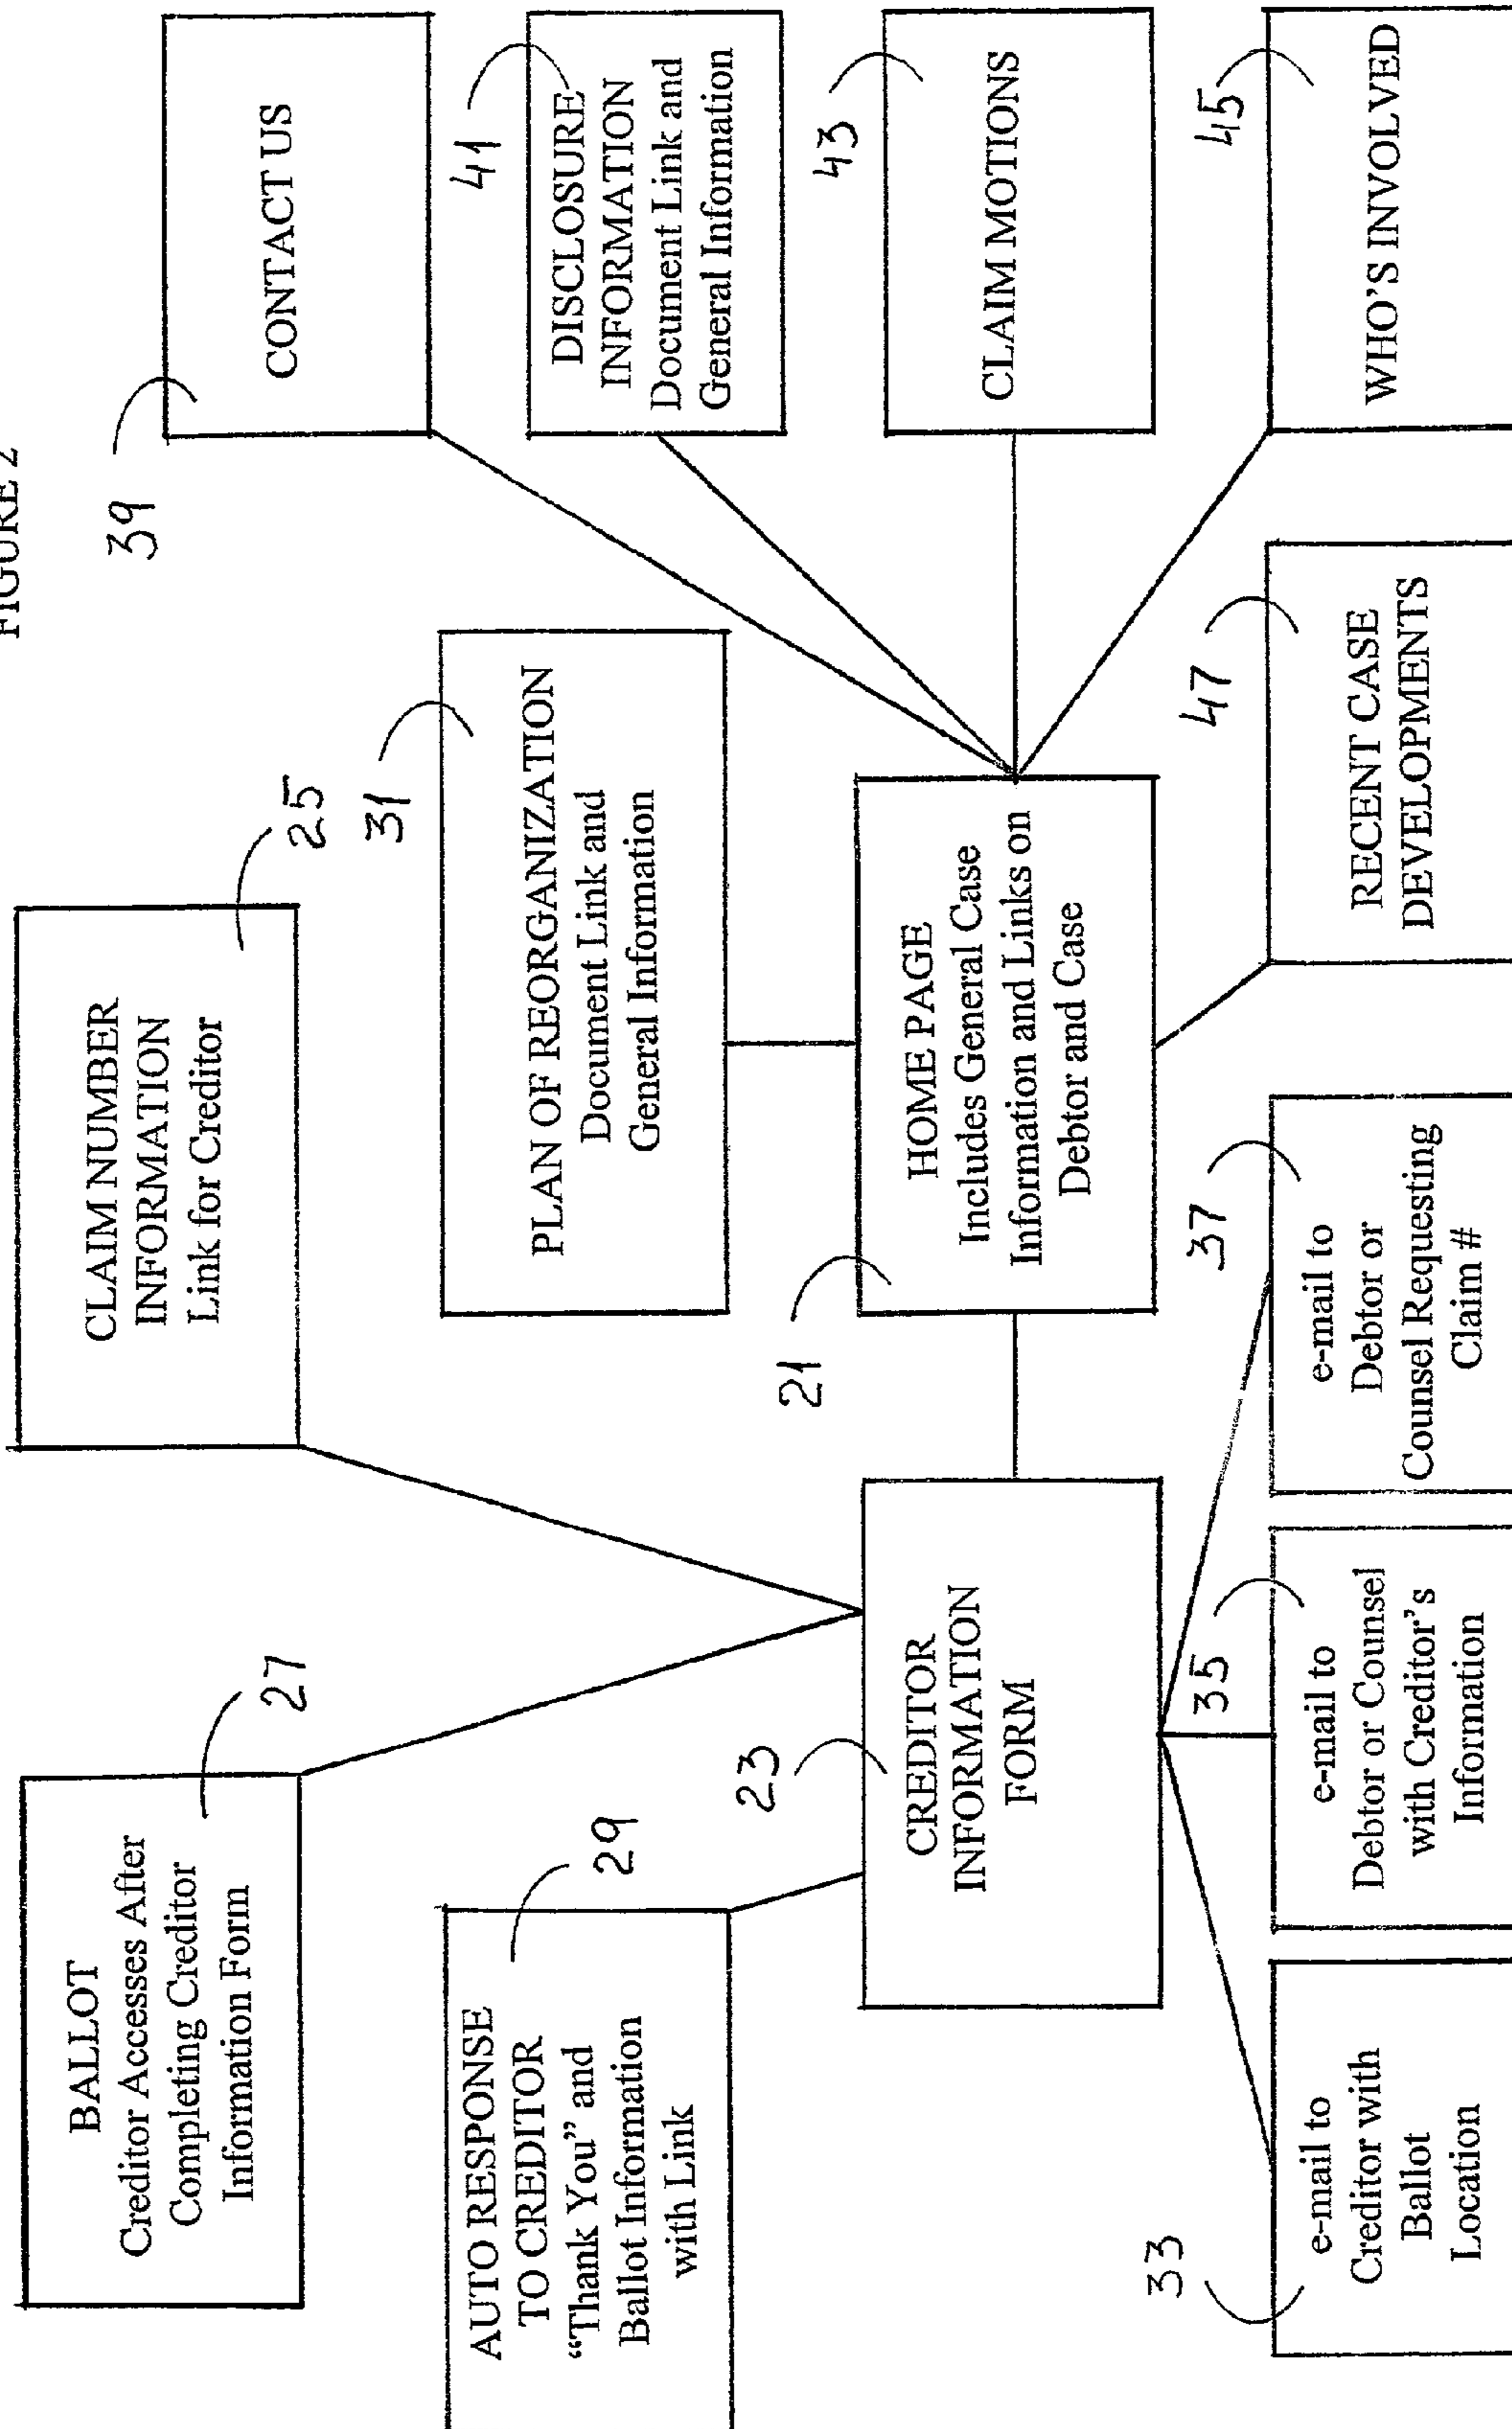 FIGURE 2
BALLOT
Creditor Accesses After
Completing Creditor
Information Form
27
CLAIM NUMBER
INFORMATION
Link for Creditor
25
39
CONTACT US
AUTO RESPONSE
TO CREDITOR
“Thank You” and
Ballot Information
with Link
29
31
PLAN OF REORGANIZATION
Document Link and
General Information
41
DISCLOSURE
INFORMATION
Document Link and
General Information
23
CREDITOR
INFORMATION
FORM
21
HOME PAGE
Includes General Case
Information and Links on
Debtor and Case
43
CLAIM MOTIONS
33
e-mail to
Creditor with
Ballot
Location
35
e-mail to
Debtor or Counsel
with Creditor's
Information
37
e-mail to
Debtor or
Counsel Requesting
Claim #
47
RECENT CASE
DEVELOPMENTS
45
WHO'S INVOLVED